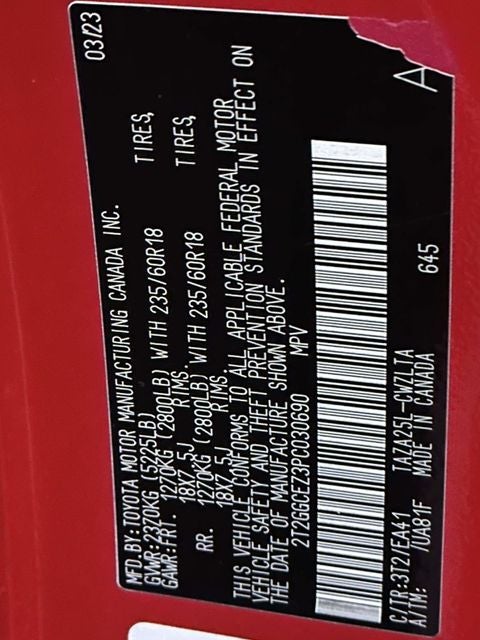 MFD.BY:TOYOTA MOTOR MANUFACTURING CANADA INC. 03/23
GVWR:2370KG (5225LB)
GAWR:FRT. 1270KG (2800LB) WITH 235/60R18 TIRES,
18X7.5J RIMS.
RR. 1270KG (2800LB) WITH 235/60R18 TIRES,
18X7.5J RIMS.
THIS VEHICLE CONFORMS TO ALL APPLICABLE FEDERAL MOTOR
VEHICLE SAFETY AND THEFT PREVENTION STANDARDS IN EFFECT ON
THE DATE OF MANUFACTURE SHOWN ABOVE.
2T2GGCEZ3PC030690 MPV
C/TR:3T2/EA41 TAZA25L-CWZLTA 645 A
A/TM: /UA81F MADE IN CANADA